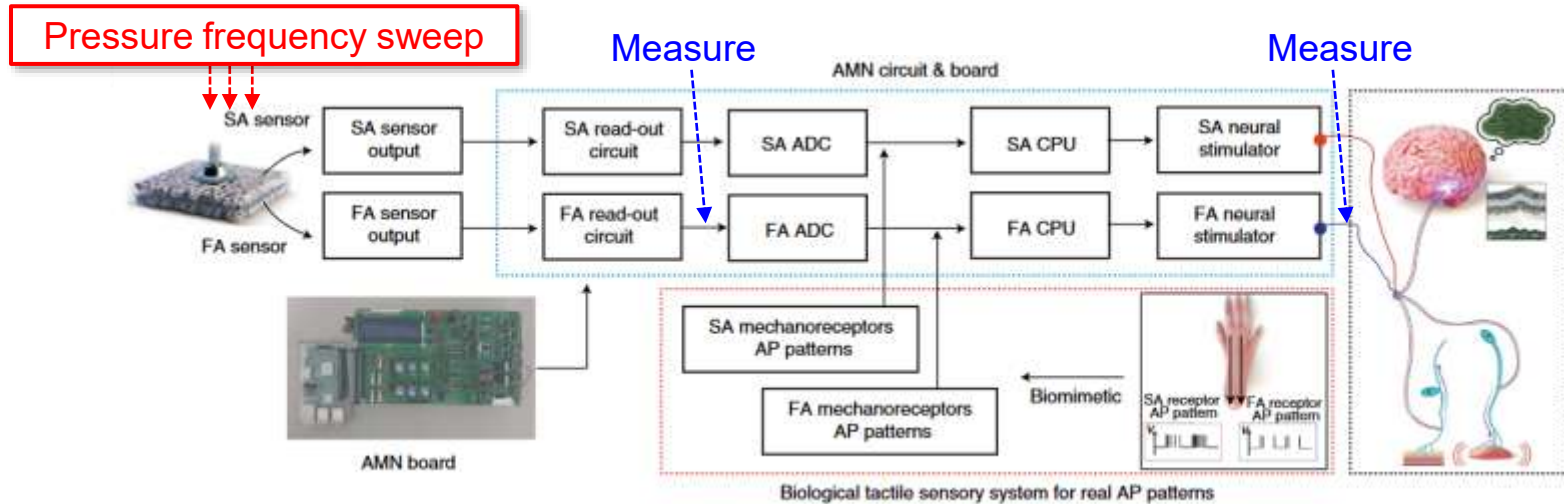 Pressure frequency sweep
Measure
Measure
AMN circuit & board
SA sensor
SA sensor
output
SA read-out
circuit
SA ADC
SA CPU
SA neural
stimulator
FA sensor
FA sensor
output
FA read-out
circuit
FA ADC
FA CPU
FA neural
stimulator
SA mechanoreceptors
AP patterns
FA mechanoreceptors
AP patterns
Biomimetic
SA receptor
AP pattern
FA receptor
AP pattern
AMN board
Biological tactile sensory system for real AP patterns